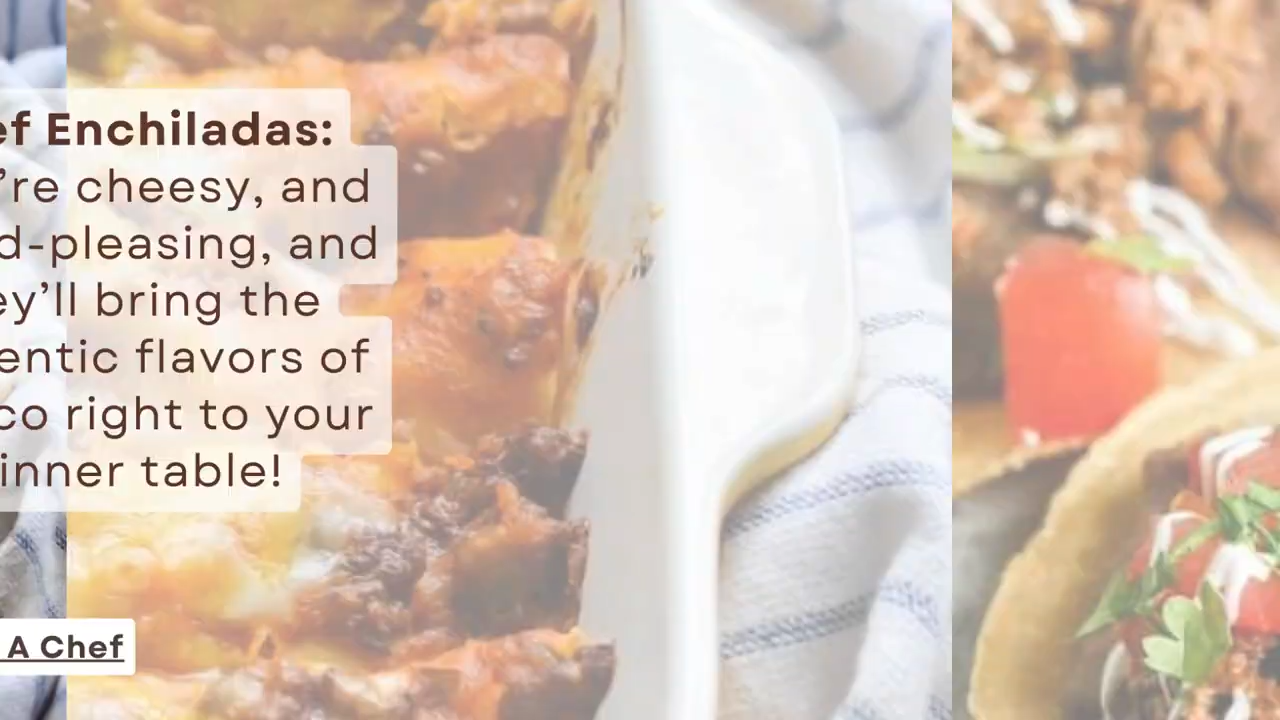 ef Enchiladas:
're cheesy, and
d-pleasing, and
ey'll bring the
entic flavors of
co right to your
inner table!
A Chef